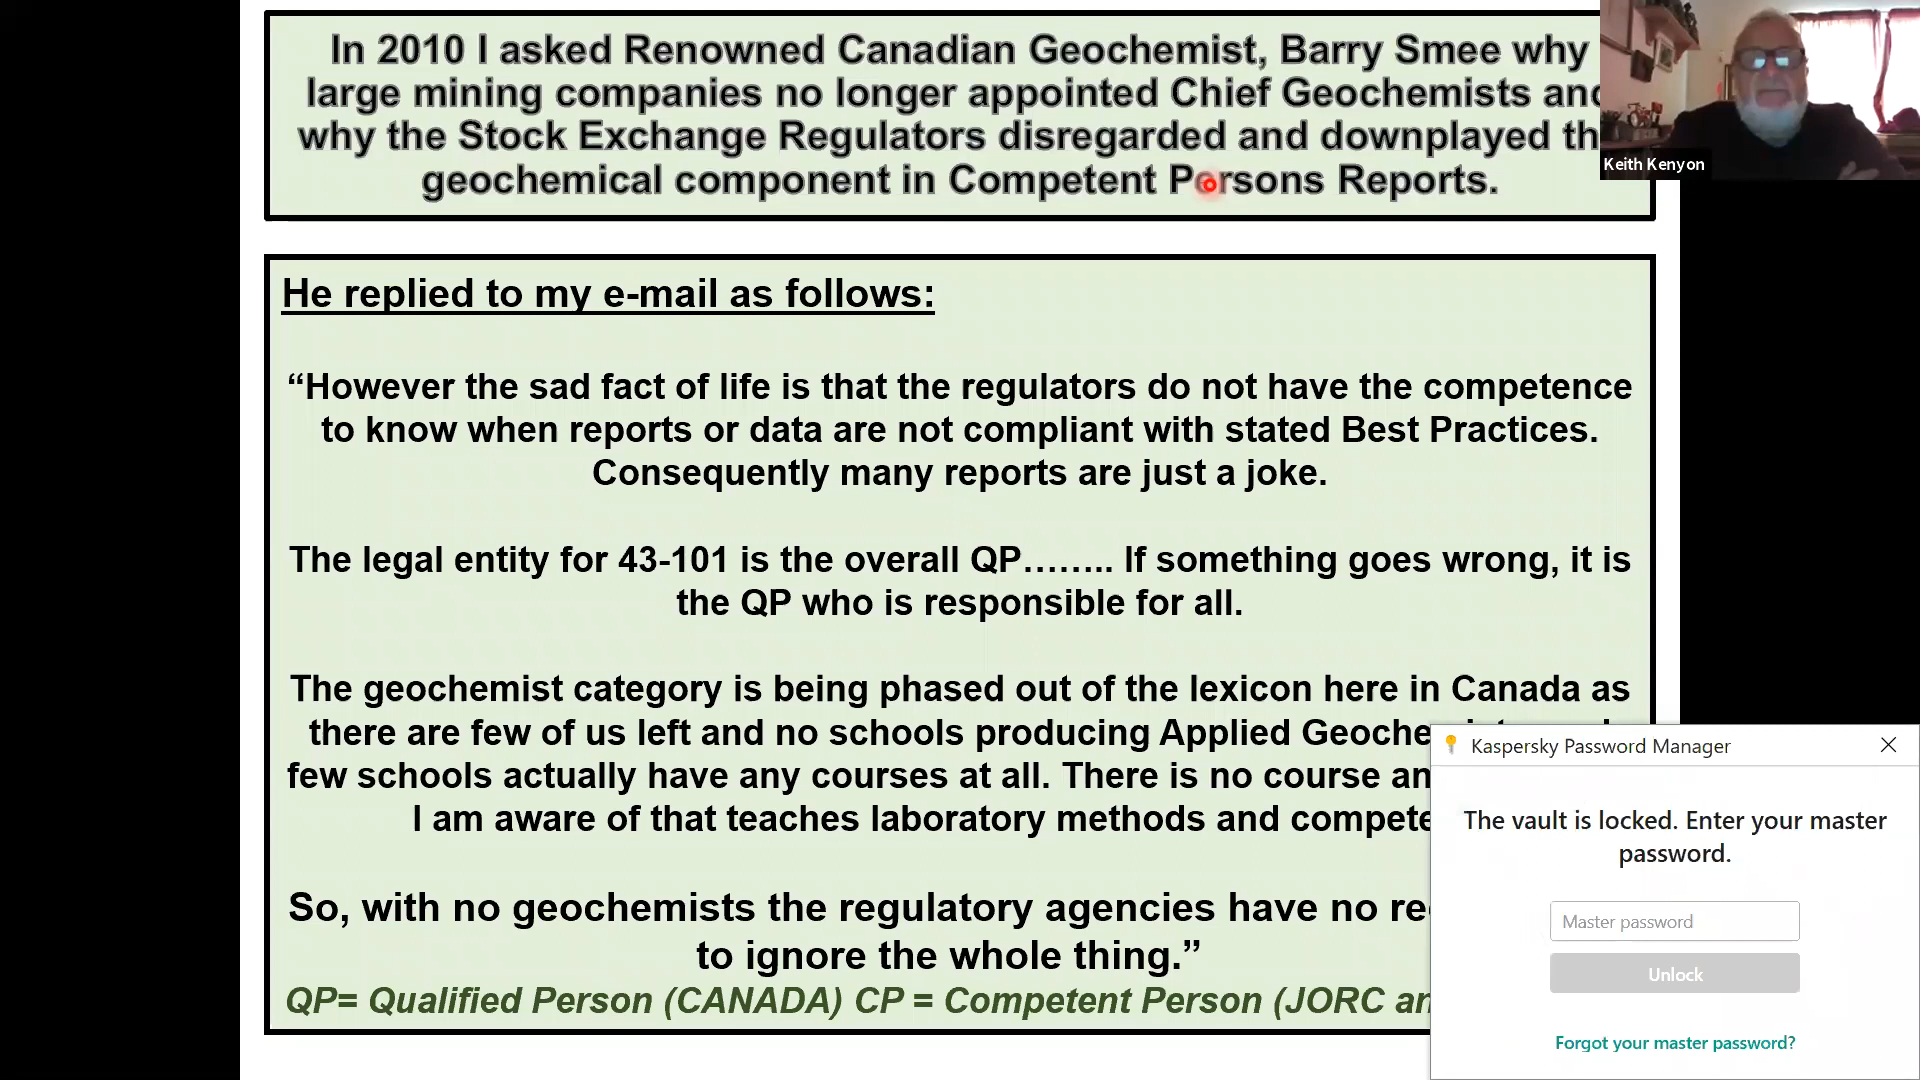 In 2010 I asked Renowned Canadian Geochemist, Barry Smee why
large mining companies no longer appointed Chief Geochemists
why the Stock Exchange Regulators disregarded and downplayed
geochemical component in Competent Persons Reports.
Keith Kenyon
He replied to my e-mail as follows:
“However the sad fact of life is that the regulators do not have the competence
to know when reports or data are not compliant with stated Best Practices.
Consequently many reports are just a joke.
The legal entity for 43-101 is the overall QP…….. If something goes wrong, it is
the QP who is responsible for all.
The geochemist category is being phased out of the lexicon here in Canada as
there are few of us left and no schools producing Applied
few schools actually have any courses at all. There is no course
I am aware of that teaches laboratory methods and
So, with no geochemists the regulatory agencies have no
to ignore the whole thing.”
QP= Qualified Person (CANADA) CP = Competent Person (JORC
Kaspersky Password Manager
The vault is locked. Enter your master
password.
Master password
Unlock
Forgot your master password?